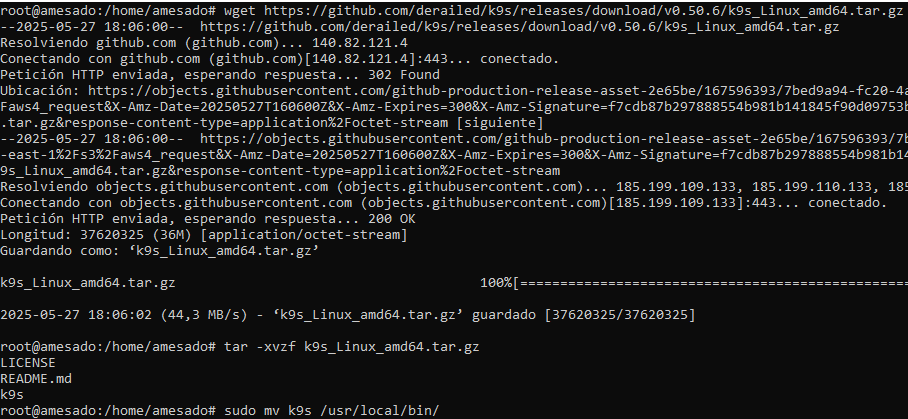 root@amesado:/home/amesado# wget https://github.com/derailed/k9s/releases/download/v0.50.6/k9s_Linux_amd64.tar.gz
--2025-05-27 18:06:00--  https://github.com/derailed/k9s/releases/download/v0.50.6/k9s_Linux_amd64.tar.gz
Resolviendo github.com (github.com)... 140.82.121.4
Conectando con github.com (github.com)[140.82.121.4]:443... conectado.
Petición HTTP enviada, esperando respuesta... 302 Found
Ubicación: https://objects.githubusercontent.com/github-production-release-asset-2e65be/167596393/7bed9a94-fc20-4a
Faws4_request&X-Amz-Date=20250527T160600Z&X-Amz-Expires=300&X-Amz-Signature=f7cdb87b297888554b981b141845f90d09753b
.tar.gz&response-content-type=application%2Foctet-stream [siguiente]
--2025-05-27 18:06:00--  https://objects.githubusercontent.com/github-production-release-asset-2e65be/167596393/7b
-east-1%2Fs3%2Faws4_request&X-Amz-Date=20250527T160600Z&X-Amz-Expires=300&X-Amz-Signature=f7cdb87b297888554b981b14
9s_Linux_amd64.tar.gz&response-content-type=application%2Foctet-stream
Resolviendo objects.githubusercontent.com (objects.githubusercontent.com)... 185.199.109.133, 185.199.110.133, 185
Conectando con objects.githubusercontent.com (objects.githubusercontent.com)[185.199.109.133]:443... conectado.
Petición HTTP enviada, esperando respuesta... 200 OK
Longitud: 37620325 (36M) [application/octet-stream]
Guardando como: ‘k9s_Linux_amd64.tar.gz’
k9s_Linux_amd64.tar.gz                                      100%[=================================================
2025-05-27 18:06:02 (44,3 MB/s) - ‘k9s_Linux_amd64.tar.gz’ guardado [37620325/37620325]
root@amesado:/home/amesado# tar -xvzf k9s_Linux_amd64.tar.gz
LICENSE
README.md
k9s
root@amesado:/home/amesado# sudo mv k9s /usr/local/bin/